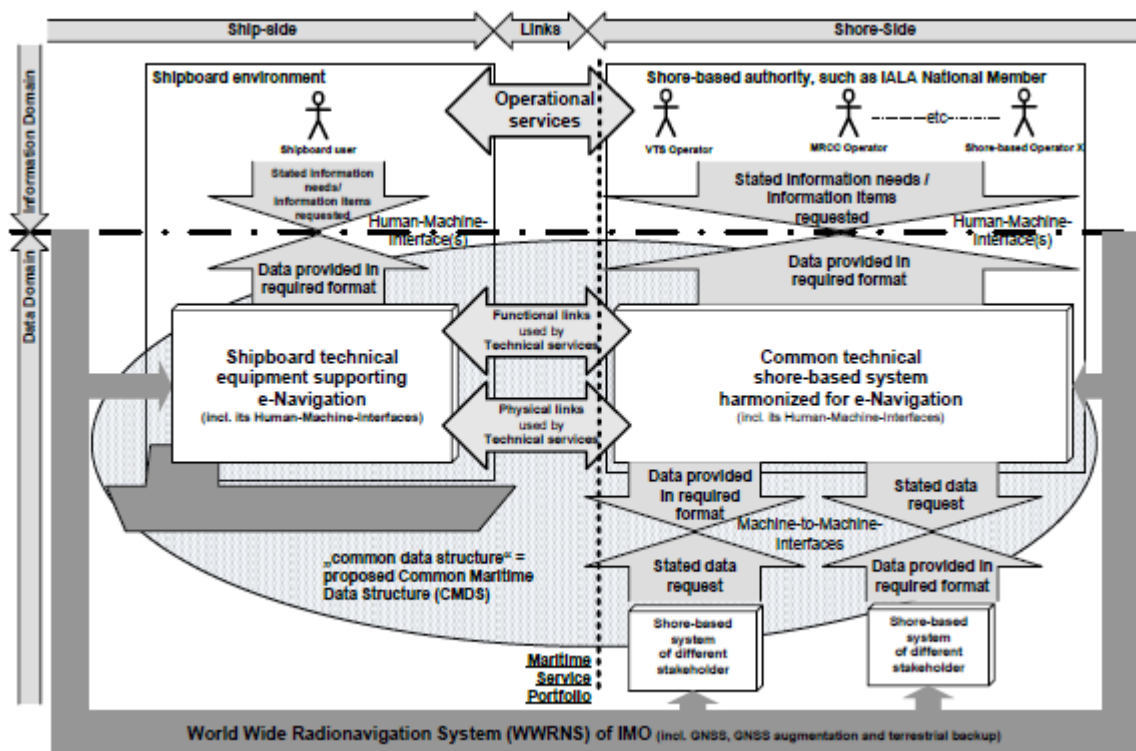 Ship-side
Links
Shore-Side
Information Domain
Data Domain
Shipboard environment
Shipboard user
Operational
services
Shore-based authority, such as IALA National Member
VTS Operator
MRCC Operator
etc
Shore-based Operator X
Stated information
needs/
information items
requested
Human-Machine-
Interface(s)
Data provided in
required format
Stated information needs /
Information items
requested
Human-Machine-
Interface(s)
Data provided in
required format
Shipboard technical
equipment supporting
e-Navigation
(incl. its Human-Machine-Interfaces)
Functional links
used by
Technical services
Physical links
used by
Technical services
Common technical
shore-based system
harmonized for e-Navigation
(incl. its Human-Machine-Interfaces)
Data provided
in required
format
Stated data
request
Machine-to-Machine-
Interfaces
Stated data
request
Data provided in
required format
„common data structure“ =
proposed Common Maritime
Data Structure (CMDS)
Shore-based
system
of different
stakeholder
Shore-based
system
of different
stakeholder
Maritime
Service
Portfolio
World Wide Radionavigation System (WWRNS) of IMO (incl. GNSS, GNSS augmentation and terrestrial backup)